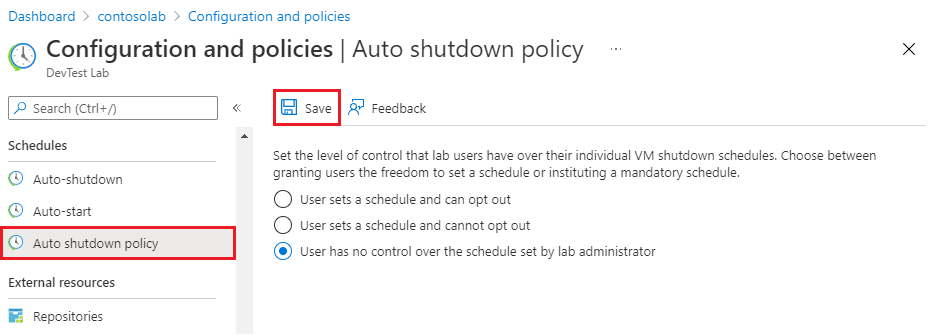 Dashboard > contosolab > Configuration and policies
Configuration and policies | Auto shutdown policy ...
DevTest Lab
Search (Ctrl+/)
Save Feedback
Schedules
Auto-shutdown
Auto-start
Auto shutdown policy
External resources
Repositories
Set the level of control that lab users have over their individual VM shutdown schedules. Choose between
granting users the freedom to set a schedule or instituting a mandatory schedule.
User sets a schedule and can opt out
User sets a schedule and cannot opt out
User has no control over the schedule set by lab administrator